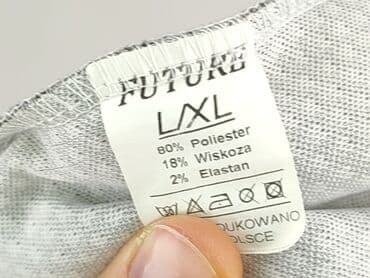 FUTURE
L/XL
80% Poliester
18% Wiskoza
2% Elastan